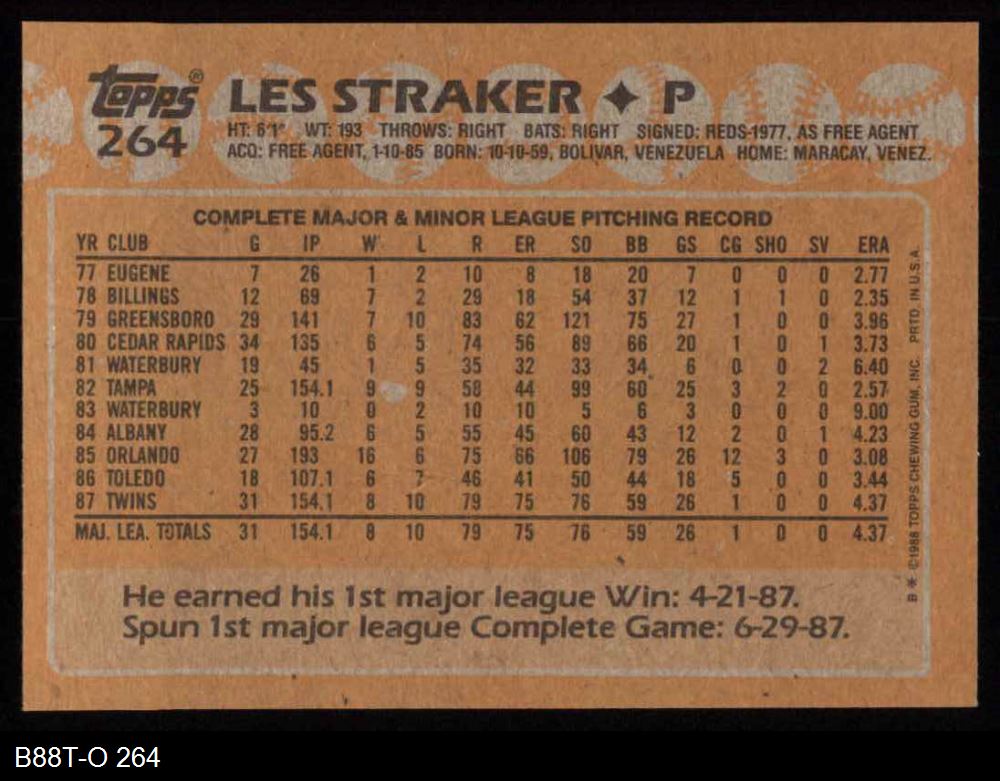 Topps® LES STRAKER ✦ P
264
HT: 6'1" WT: 193 THROWS: RIGHT BATS: RIGHT SIGNED: REDS-1977, AS FREE AGENT
ACQ: FREE AGENT, 1-10-85 BORN: 10-10-59, BOLIVAR, VENEZUELA HOME: MARACAY, VENEZ.
COMPLETE MAJOR & MINOR LEAGUE PITCHING RECORD
YR CLUB G IP W L R ER SO BB GS CG SHO SV ERA
77 EUGENE 7 26 1 2 10 8 18 20 7 0 0 0 2.77
78 BILLINGS 12 69 7 2 29 18 54 37 12 1 1 0 2.35
79 GREENSBORO 29 141 7 10 83 62 121 75 27 1 0 0 3.96
80 CEDAR RAPIDS 34 135 6 5 74 56 89 66 20 1 0 1 3.73
81 WATERBURY 19 45 1 5 35 32 33 34 6 0 0 2 6.40
82 TAMPA 25 154.1 9 9 58 44 99 60 25 3 2 0 2.57
83 WATERBURY 3 10 0 2 10 10 5 6 3 0 0 0 9.00
84 ALBANY 28 95.2 6 5 55 45 60 43 12 2 0 1 4.23
85 ORLANDO 27 193 16 6 75 66 106 79 26 12 3 0 3.08
86 TOLEDO 18 107.1 6 7 46 41 50 44 18 5 0 0 3.44
87 TWINS 31 154.1 8 10 79 75 76 59 26 1 0 0 4.37
MAJ. LEA. TOTALS 31 154.1 8 10 79 75 76 59 26 1 0 0 4.37
He earned his 1st major league Win: 4-21-87.
Spun 1st major league Complete Game: 6-29-87.
B * ©1988 TOPPS CHEWING GUM, INC. PRTD. IN U.S.A.
B88T-O 264